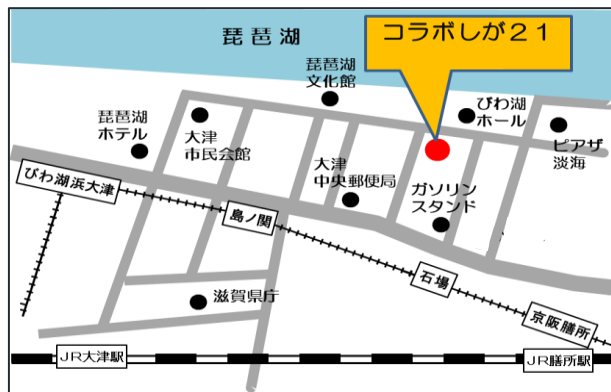 琵琶湖
コラボしが２１
琵琶湖
文化館
びわ湖
ホール
琵琶湖
ホテル
大津
市民会館
ピアザ
淡海
大津
中央郵便局
ガソリン
スタンド
びわ湖浜大津
島ノ関
石場
滋賀県庁
京阪膳所
ＪＲ大津駅
ＪＲ膳所駅